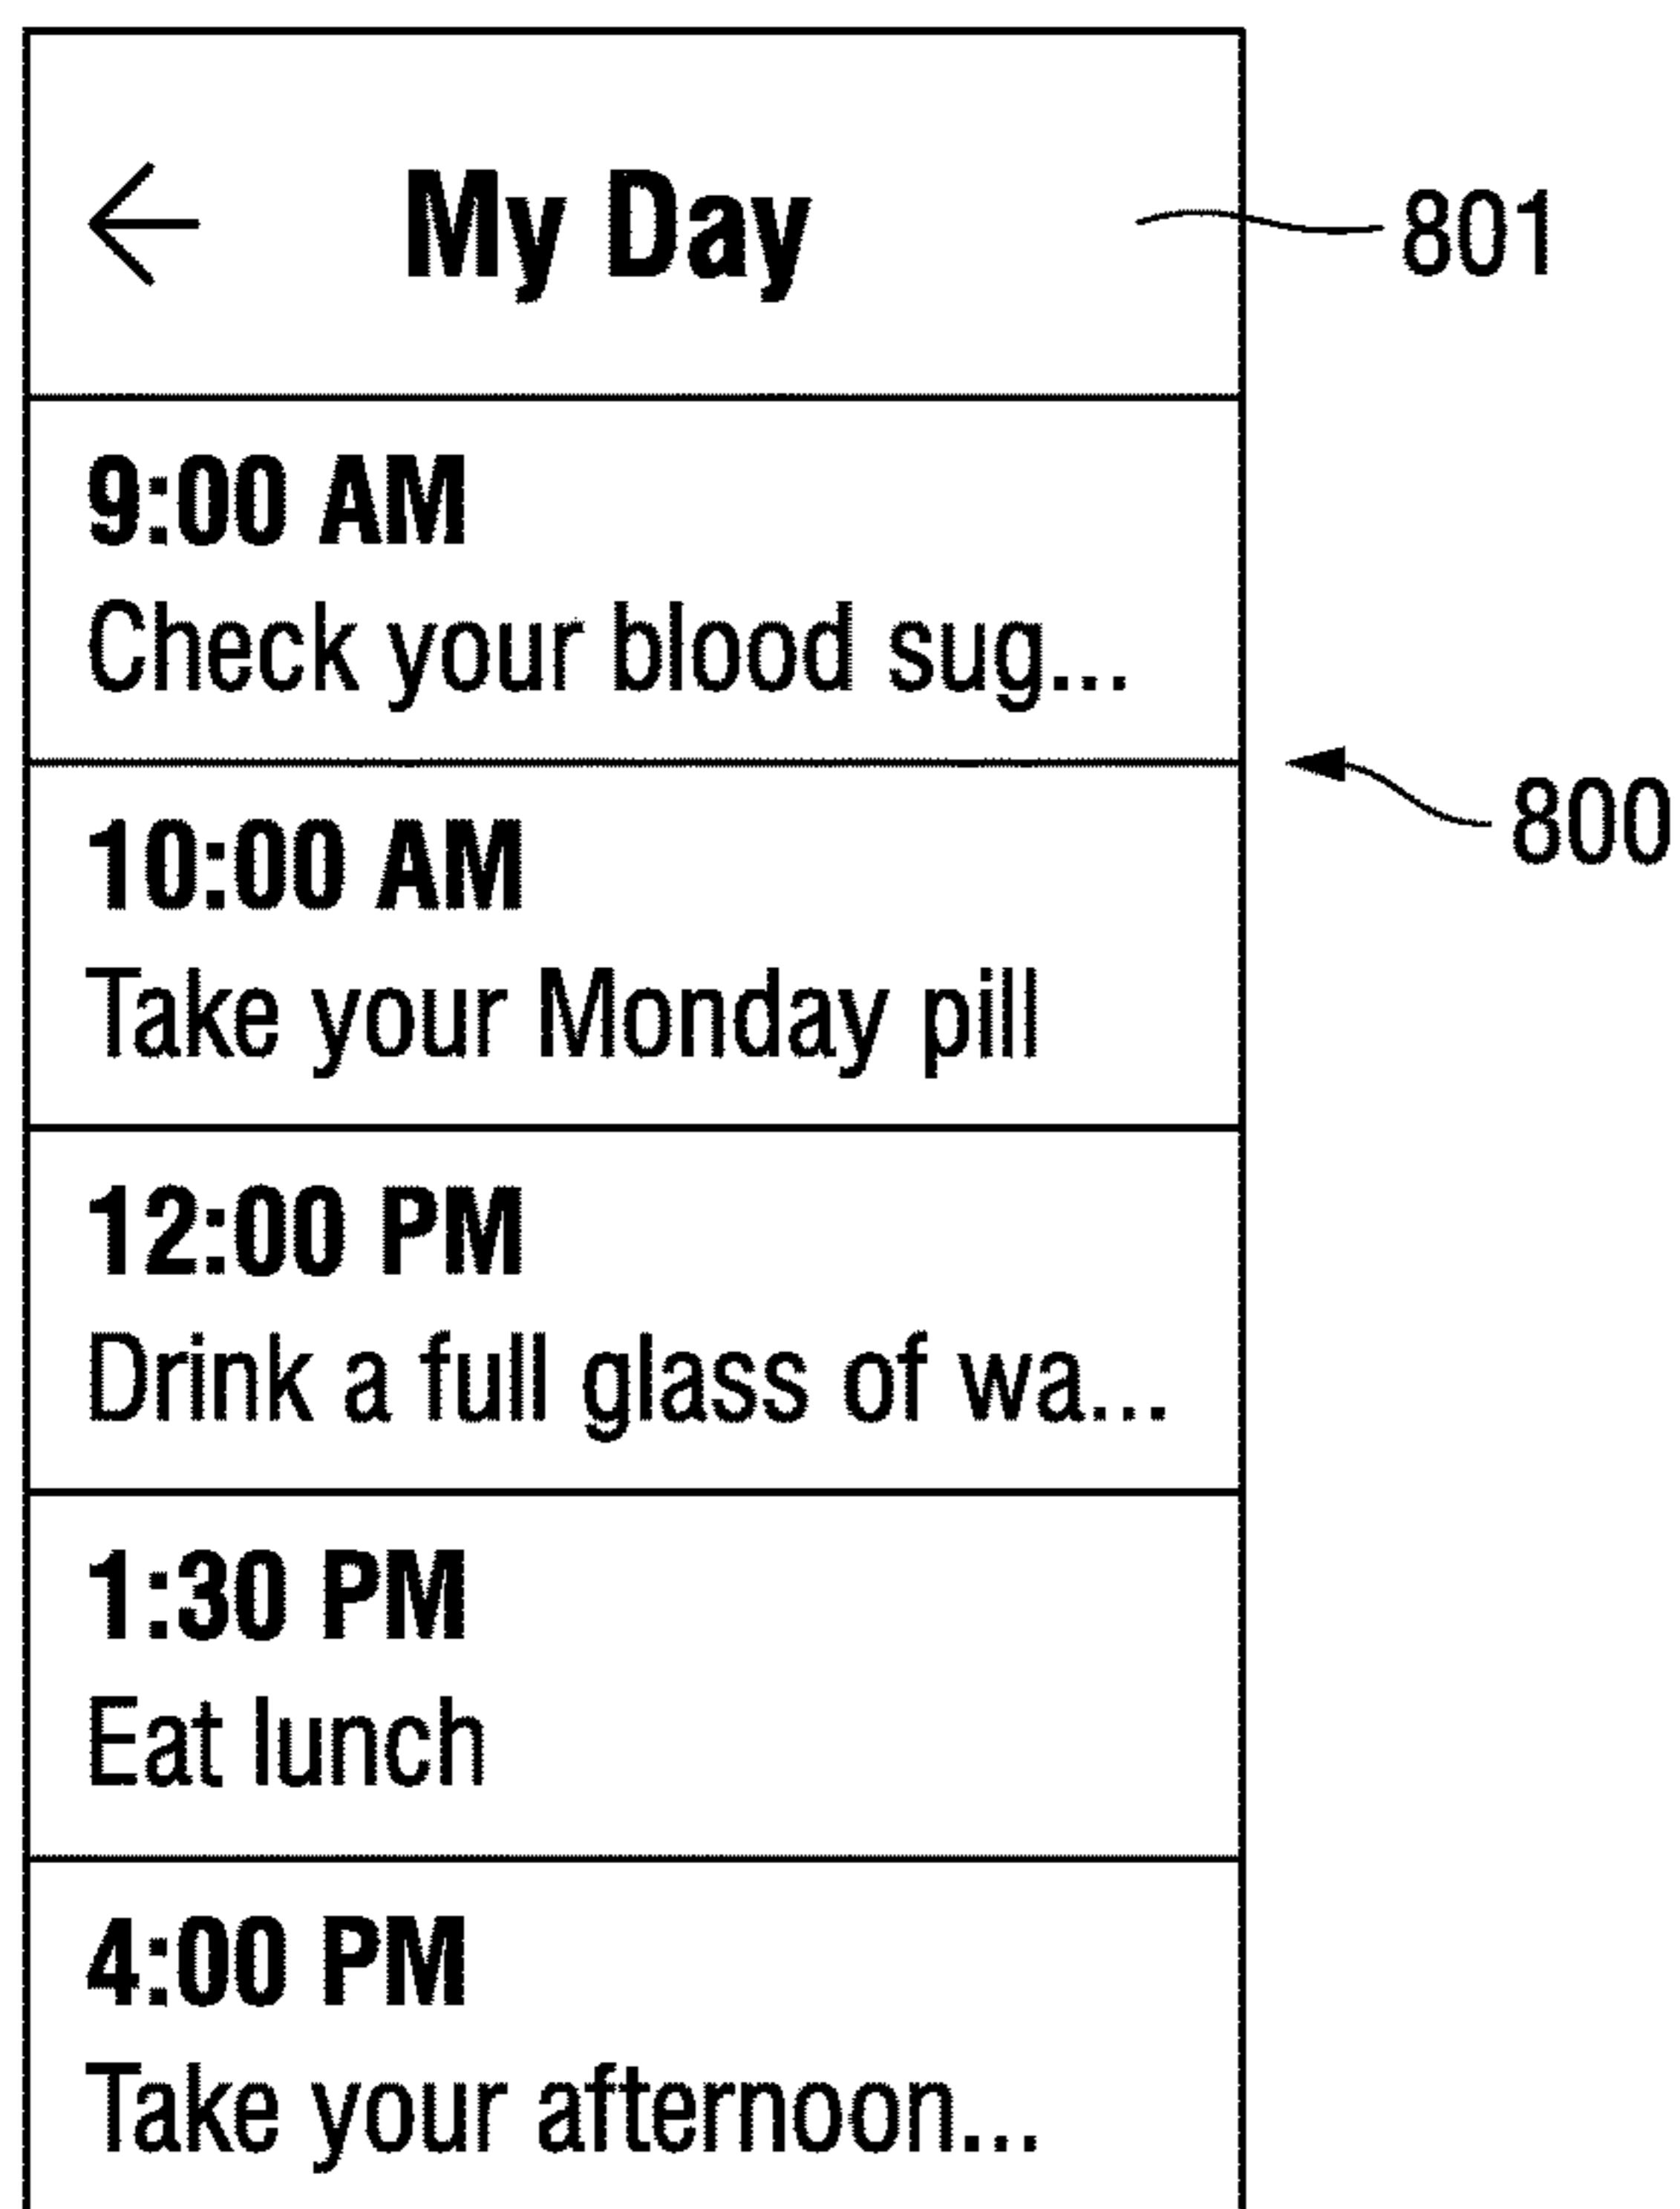 My Day
801
9:00 AM
Check your blood sug...
800
10:00 AM
Take your Monday pill
12:00 PM
Drink a full glass of wa...
1:30 PM
Eat lunch
4:00 PM
Take your afternoon...